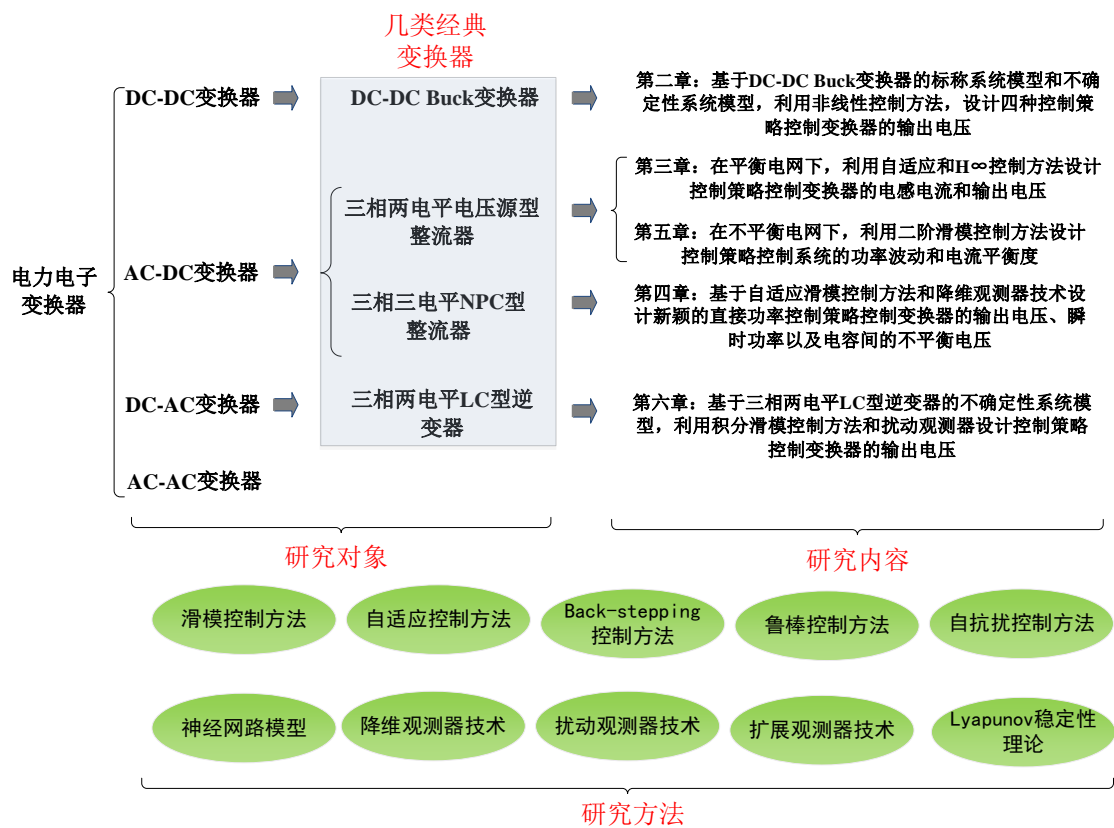 几类经典
变换器
DC-DC变换器
DC-DC Buck变换器
第二章：基于DC-DC Buck变换器的标称系统模型和不确
定性系统模型，利用非线性控制方法，设计四种控制策
略控制变换器的输出电压
电力电子
变换器
AC-DC变换器
三相两电平电压源型
整流器
第三章：在平衡电网下，利用自适应和H∞控制方法设计
控制策略控制变换器的电感电流和输出电压
第五章：在不平衡电网下，利用二阶滑模控制方法设计
控制策略控制系统的功率波动和电流平衡度
三相三电平NPC型
整流器
第四章：基于自适应滑模控制方法和降维观测器技术设
计新颖的直接功率控制策略控制变换器的输出电压、瞬
时功率以及电容间的不平衡电压
DC-AC变换器
三相两电平LC型逆
变器
第六章：基于三相两电平LC型逆变器的不确定性系统模
型，利用积分滑模控制方法和扰动观测器设计控制策略
控制变换器的输出电压
AC-AC变换器
研究对象
研究内容
滑模控制方法
自适应控制方法
Back-stepping
控制方法
鲁棒控制方法
自抗扰控制方法
神经网路模型
降维观测器技术
扰动观测器技术
扩展观测器技术
Lyapunov稳定性
理论
研究方法